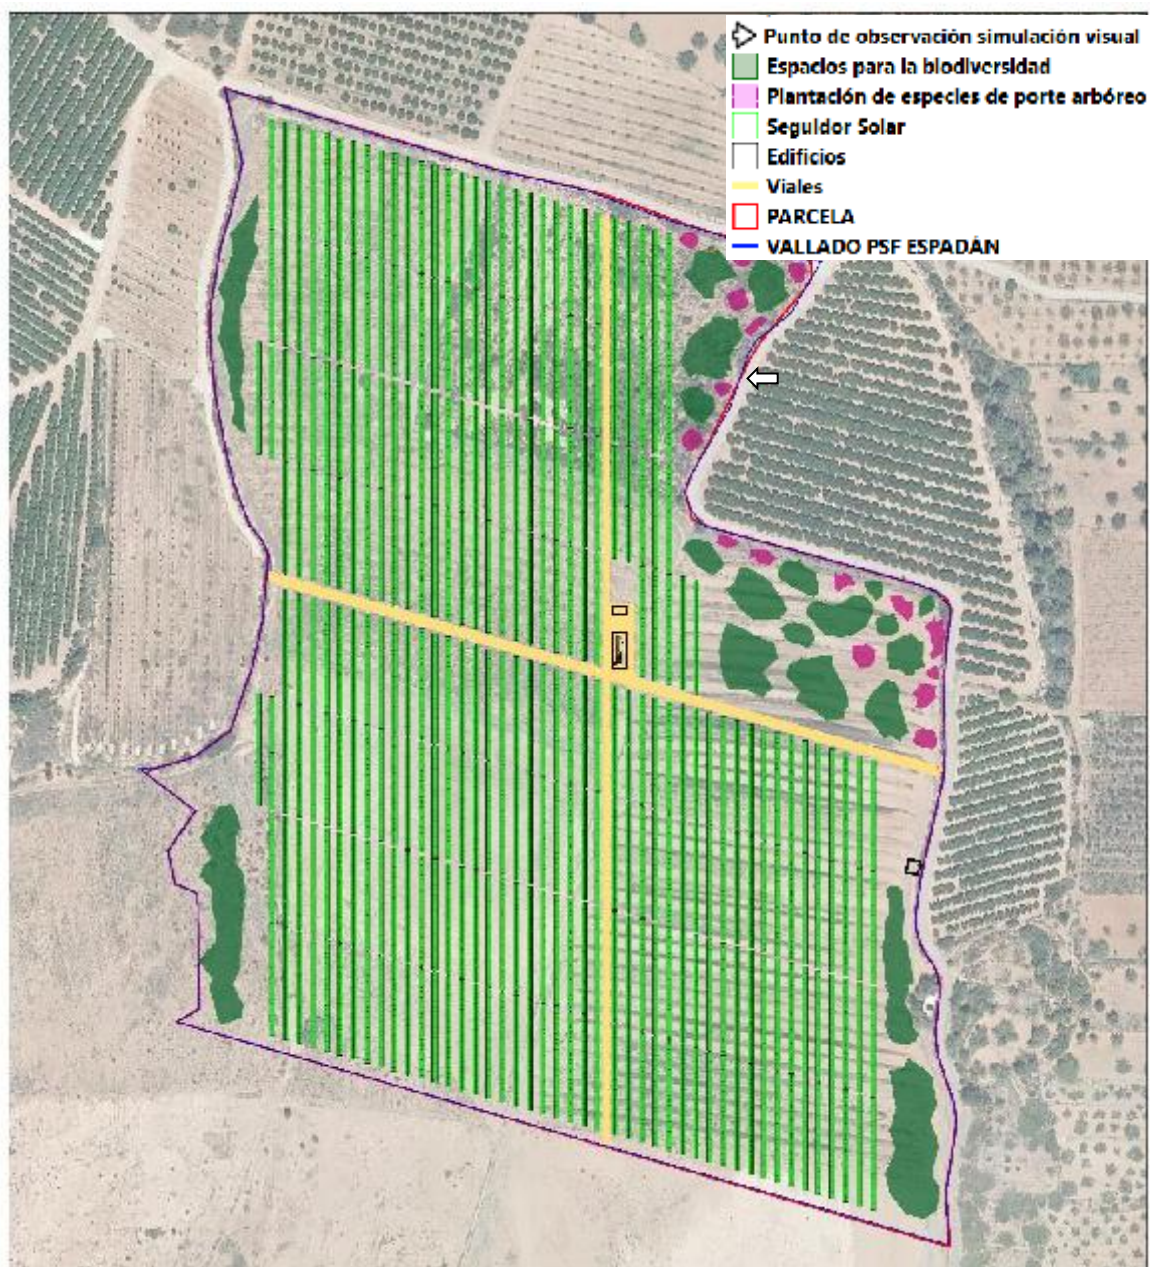 Punto de observación simulación visual
Espacios para la biodiversidad
Plantación de especies de porte arbóreo
Seguidor Solar
Edificios
Viales
PARCELA
VALLADO PSF ESPADÁN